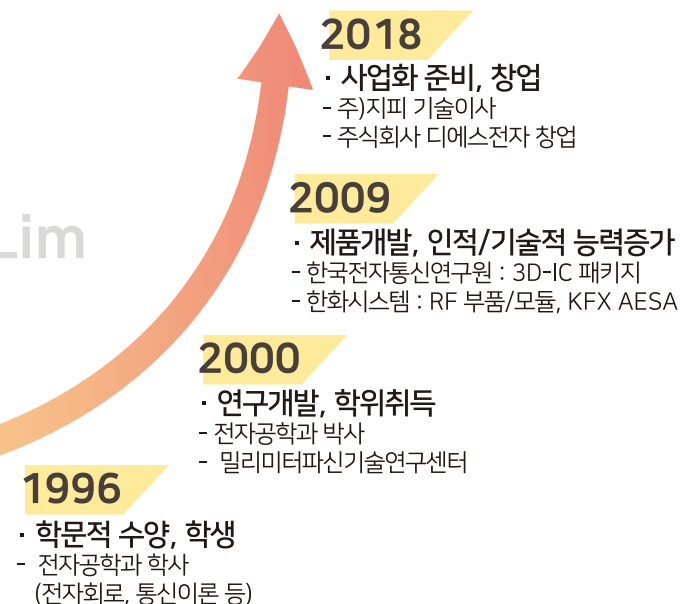 2018
· 사업화 준비, 창업
- 주)지피 기술이사
- 주식회사 디에스전자 창업
Lim
2009
· 제품개발, 인적/기술적 능력증가
- 한국전자통신연구원 : 3D-IC 패키지
- 한화시스템 : RF 부품/모듈, KFX AESA
2000
· 연구개발, 학위취득
- 전자공학과 박사
- 밀리미터파신기술연구센터
1996
· 학문적 수양, 학생
- 전자공학과 학사
(전자회로, 통신이론 등)